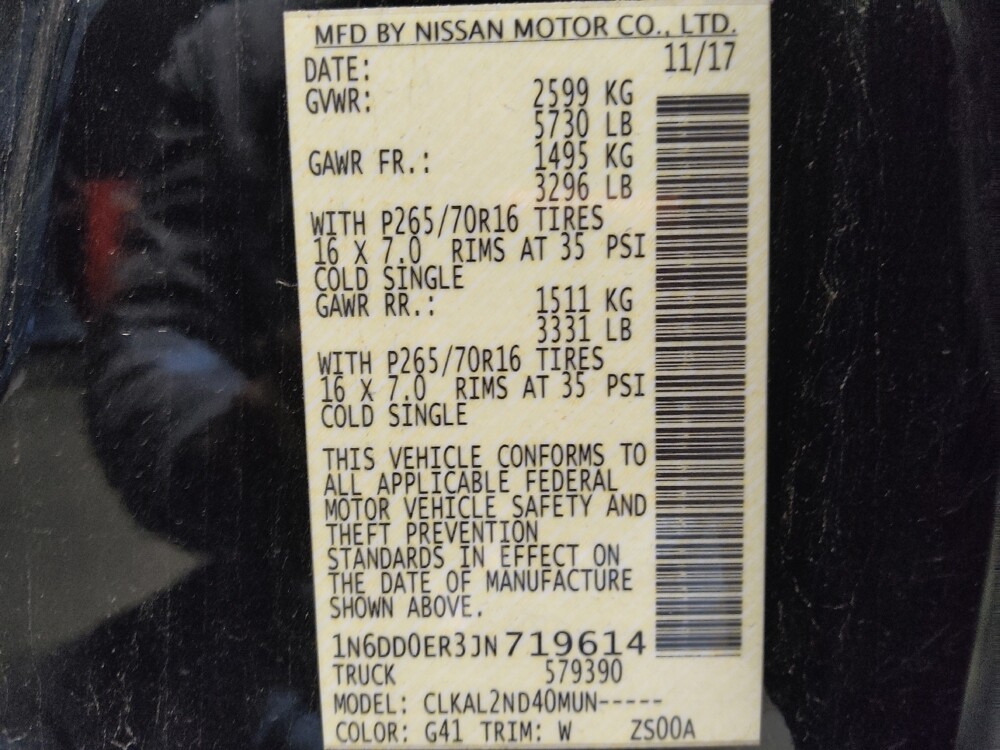 MFD BY NISSAN MOTOR CO., LTD.
DATE: 11/17
GVWR: 2599 KG
5730 LB
GAWR FR.: 1495 KG
3296 LB
WITH P265/70R16 TIRES
16 X 7.0 RIMS AT 35 PSI
COLD SINGLE
GAWR RR.: 1511 KG
3331 LB
WITH P265/70R16 TIRES
16 X 7.0 RIMS AT 35 PSI
COLD SINGLE
THIS VEHICLE CONFORMS TO
ALL APPLICABLE FEDERAL
MOTOR VEHICLE SAFETY AND
THEFT PREVENTION
STANDARDS IN EFFECT ON
THE DATE OF MANUFACTURE
SHOWN ABOVE.
1N6DD0ER3JN719614
TRUCK 579390
MODEL: CLKAL2ND40MUN-----
COLOR: G41 TRIM: W ZS00A